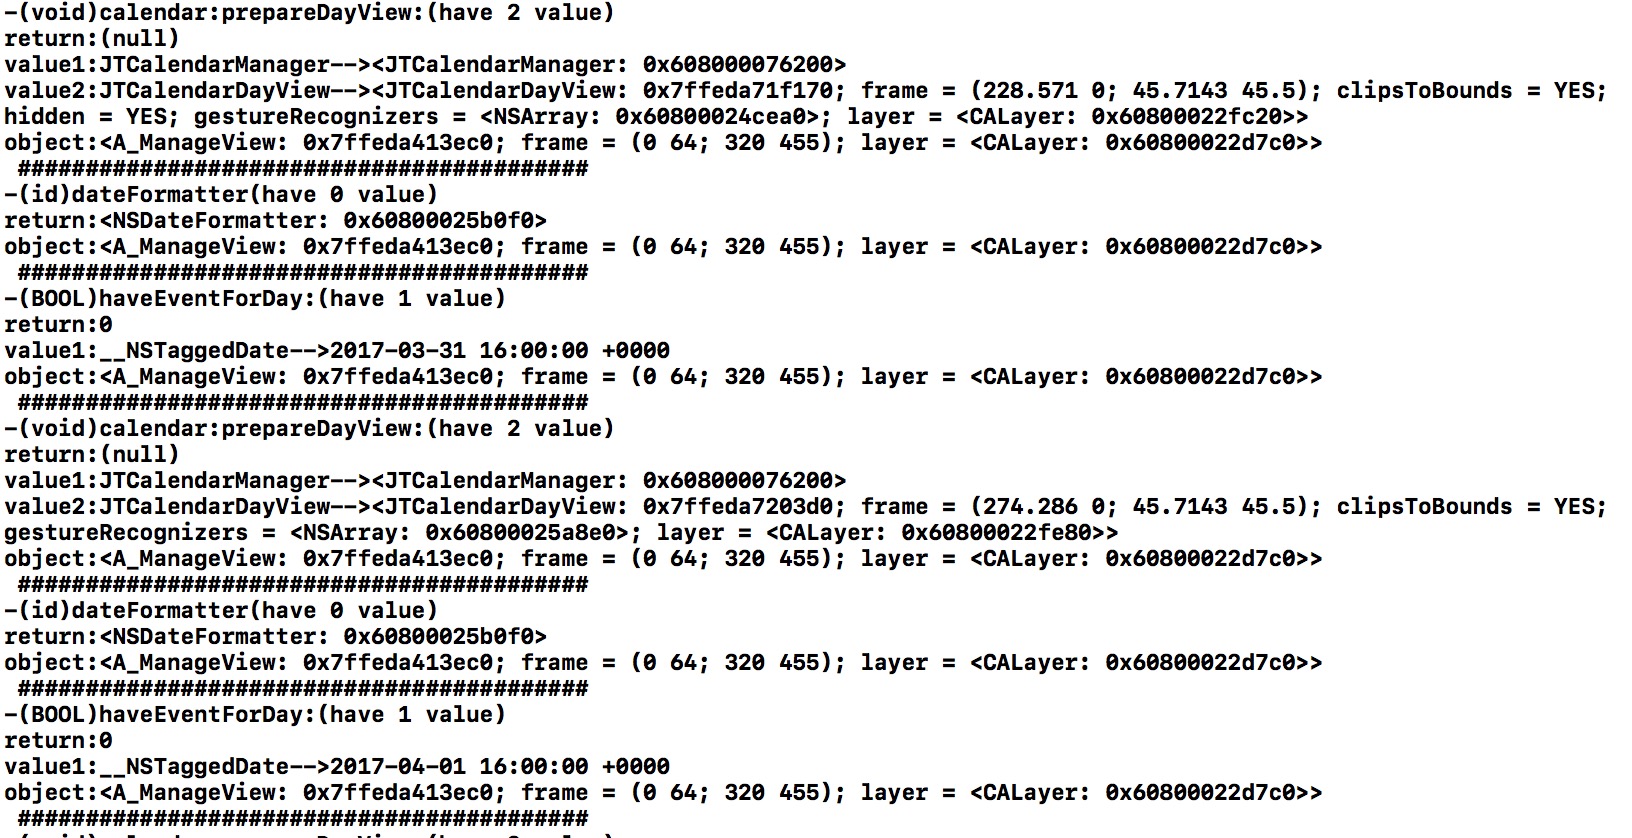 -(void)calendar:prepareDayView:(have 2 value)
return:(null)
value1:JTCalendarManager--><JTCalendarManager: 0x608000076200>
value2:JTCalendarDayView--><JTCalendarDayView: 0x7ffeda71f170; frame = (228.571 0; 45.7143 45.5); clipsToBounds = YES;
hidden = YES; gestureRecognizers = <NSArray: 0x60800024cea0>; layer = <CALayer: 0x60800022fc20>>
object:<A_ManageView: 0x7ffeda413ec0; frame = (0 64; 320 455); layer = <CALayer: 0x60800022d7c0>>
##########################################
-(id)dateFormatter(have 0 value)
return:<NSDateFormatter: 0x60800025b0f0>
object:<A_ManageView: 0x7ffeda413ec0; frame = (0 64; 320 455); layer = <CALayer: 0x60800022d7c0>>
##########################################
-(BOOL)haveEventForDay:(have 1 value)
return:0
value1:__NSTaggedDate-->2017-03-31 16:00:00 +0000
object:<A_ManageView: 0x7ffeda413ec0; frame = (0 64; 320 455); layer = <CALayer: 0x60800022d7c0>>
##########################################
-(void)calendar:prepareDayView:(have 2 value)
return:(null)
value1:JTCalendarManager--><JTCalendarManager: 0x608000076200>
value2:JTCalendarDayView--><JTCalendarDayView: 0x7ffeda7203d0; frame = (274.286 0; 45.7143 45.5); clipsToBounds = YES;
gestureRecognizers = <NSArray: 0x60800025a8e0>; layer = <CALayer: 0x60800022fe80>>
object:<A_ManageView: 0x7ffeda413ec0; frame = (0 64; 320 455); layer = <CALayer: 0x60800022d7c0>>
##########################################
-(id)dateFormatter(have 0 value)
return:<NSDateFormatter: 0x60800025b0f0>
object:<A_ManageView: 0x7ffeda413ec0; frame = (0 64; 320 455); layer = <CALayer: 0x60800022d7c0>>
##########################################
-(BOOL)haveEventForDay:(have 1 value)
return:0
value1:__NSTaggedDate-->2017-04-01 16:00:00 +0000
object:<A_ManageView: 0x7ffeda413ec0; frame = (0 64; 320 455); layer = <CALayer: 0x60800022d7c0>>
##########################################